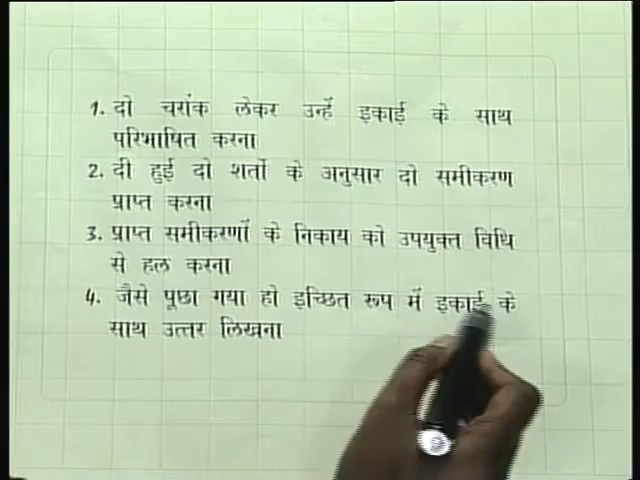 1. दो चरांक लेकर उन्हें इकाई के साथ
परिभाषित करना
2. दी हुई दो शर्तो के अनुसार दो समीकरण
प्राप्त करना
3. प्राप्त समीकरणों के निकाय को उपयुक्त विधि
से हल करना
4. जैसे पूछा गया हो इच्छित रूप में इकाई के
साथ उत्तर लिखना